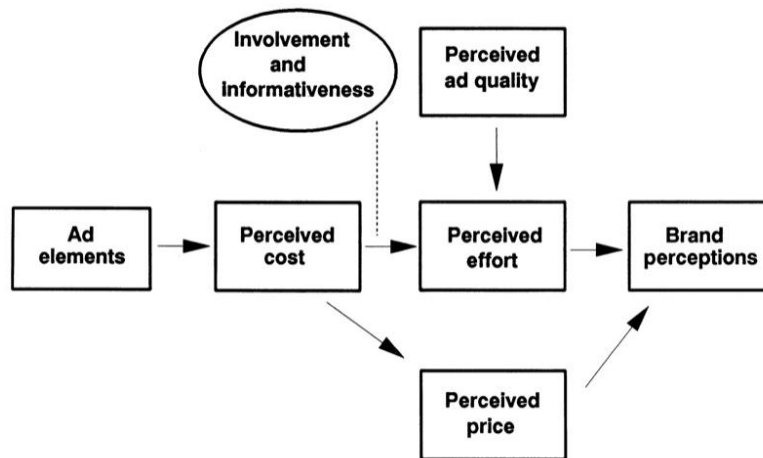 Involvement
and
informativeness
Perceived
ad quality
Ad
elements
Perceived
cost
Perceived
effort
Brand
perceptions
Perceived
price